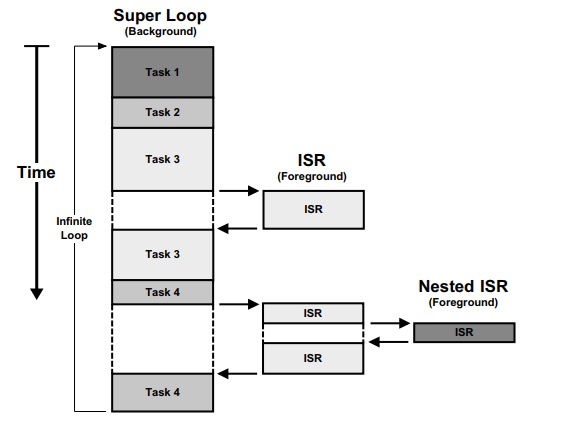 Super Loop
(Background)
Task 1
Task 2
Task 3
ISR
(Foreground)
Time
ISR
Infinite
Loop
Task 3
Task 4
Nested ISR
(Foreground)
ISR
ISR
ISR
Task 4